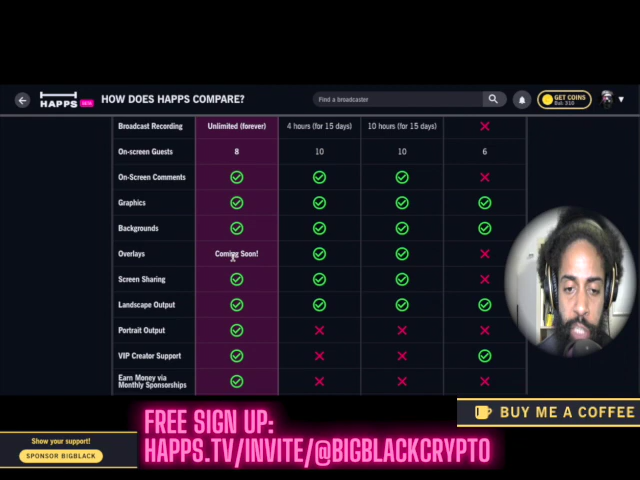 HAPPS BETA HOW DOES HAPPS COMPARE? Find a broadcaster GET COINS
Bal: 310
Broadcast Recording Unlimited (forever) 4 hours (for 15 days) 10 hours (for 15 days)
On-screen Guests 8 10 10 6
On-Screen Comments
Graphics
Backgrounds
Overlays Coming Soon!
Screen Sharing
Landscape Output
Portrait Output
VIP Creator Support
Earn Money via
Monthly Sponsorships
BUY ME A COFFEE
FREE SIGN UP:
HAPPS.TV/INVITE/@BIGBLACKCRYPTO
Show your support!
SPONSOR BIGBLACK